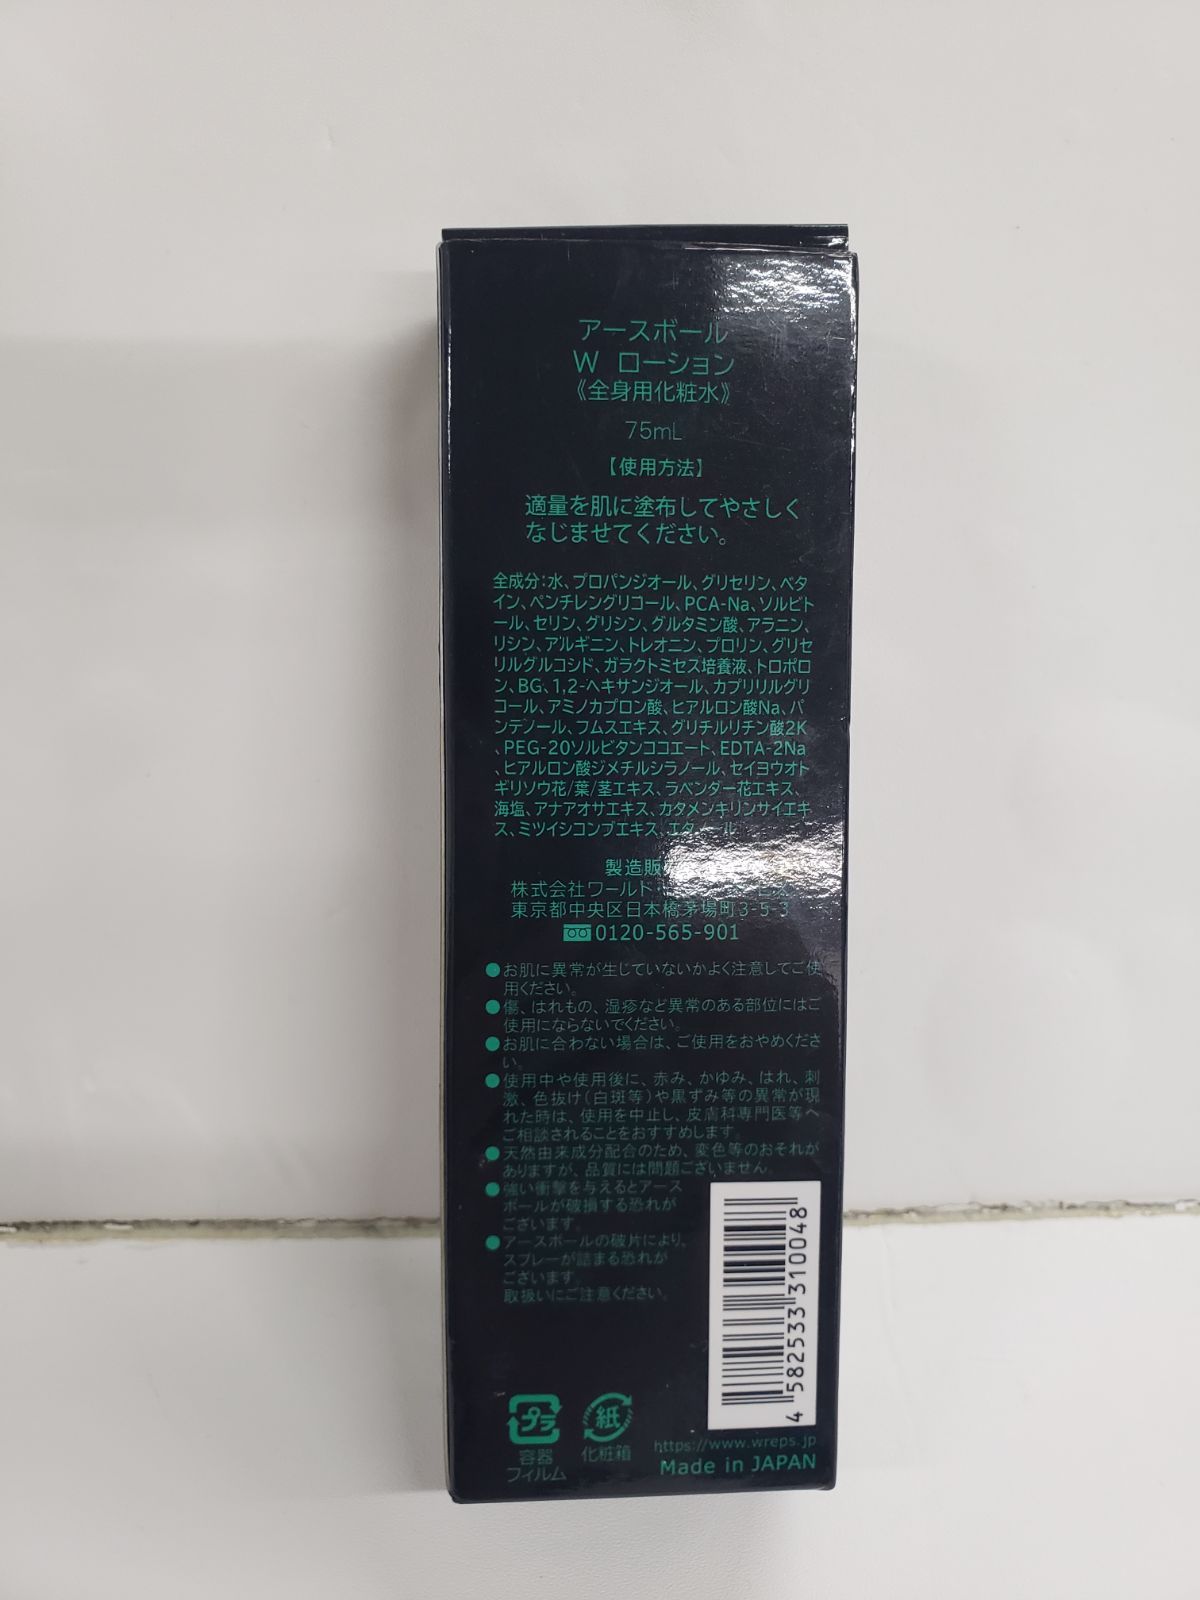 アースボール
W ローション
《全身用化粧水》
75mL
【使用方法】
適量を肌に塗布してやさしく
なじませてください。
全成分:水、プロパンジオール、グリセリン、ベタ
イン、ペンチレングリコール、PCA-Na、ソルビト
ール、セリン、グリシン、グルタミン酸、アラニン、
リシン、アルギニン、トレオニン、プロリン、グリセ
リルグルコシド、ガラクトミセス培養液、トロポロ
ン、BG、1,2-ヘキサンジオール、カプリリルグリ
コール、アミノカプロン酸、ヒアルロン酸Na、パ
ンテノール、フムスエキス、グリチルリチン酸2K
、PEG-20ソルビタンココエート、EDTA-2Na
、ヒアルロン酸ジメチルシラノール、セイヨウオト
ギリソウ花/葉/茎エキス、ラベンダー花エキス、
海塩、アナアオサエキス、カタメンキリンサイエキ
ス、ミツイシコンブエキス、エタノール
製造販
株式会社ワールド
東京都中央区日本橋茅場町3-5-3
0120-565-901
●お肌に異常が生じていないかよく注意してご使
用ください。
●傷、はれもの、湿疹など異常のある部位にはご
使用にならないでください。
●お肌に合わない場合は、ご使用をおやめくださ
い。
●使用中や使用後に、赤み、かゆみ、はれ、刺
激、色抜け(白斑等)や黒ずみ等の異常が現
れた時は、使用を中止し、皮膚科専門医等へ
ご相談されることをおすすめします。
●天然由来成分配合のため、変色等のおそれが
ありますが、品質には問題ございません。
●強い衝撃を与えるとアース
ボールが破損する恐れが
ございます。
●アースボールの破片により、
スプレーが詰まる恐れが
ございます。
取扱いにご注意ください。
4 582533 310048
プラ
容器
フィルム
紙
化粧箱
https://www.wreps.jp
Made in JAPAN